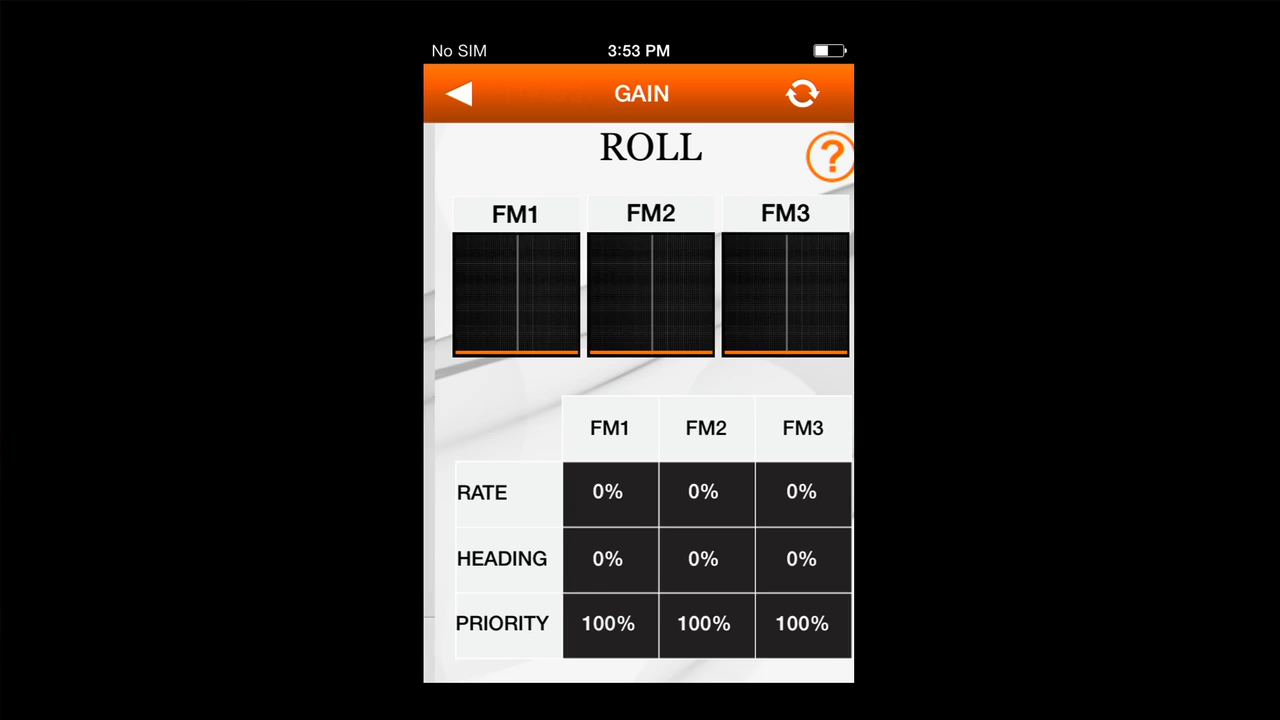 No SIM 3:53 PM
GAIN
ROLL
?
FM1 FM2 FM3
FM1 FM2 FM3
RATE 0% 0% 0%
HEADING 0% 0% 0%
PRIORITY 100% 100% 100%